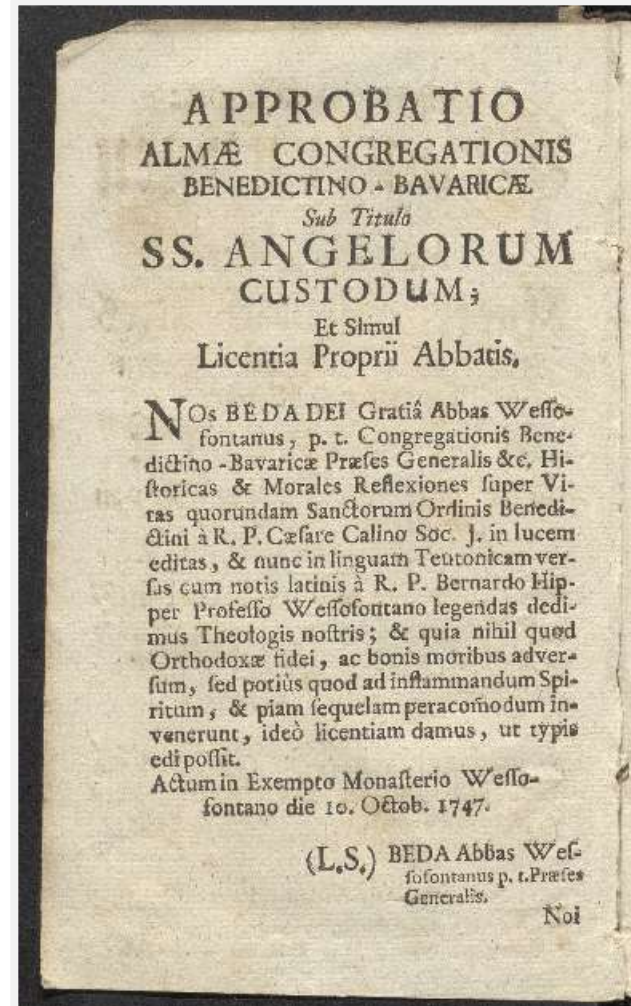 APPROBATIO
ALMÆ CONGREGATIONIS
BENEDICTINO - BAVARICÆ
Sub Titulo
SS. ANGELORUM
CUSTODUM;
Et Simul
Licentia Proprii Abbatis.
NOs BEDA DEI Gratiâ Abbas Weſſo-
fontanus, p. t. Congregationis Bene-
dictino - Bavaricæ Præſes Generalis &c. Hi-
ſtoricas & Morales Reflexiones ſuper Vi-
tas quorundam Sanctorum Ordinis Benedi-
ctini à R. P. Cæſare Calino Soc. J. in lucem
editas, & nunc in linguam Teutonicam ver-
ſas cum notis latinis à R. P. Bernardo Hip-
per Profeſſo Weſſofontano legendas dedi-
mus Theologis noſtris; & quia nihil quod
Orthodoxæ fidei, ac bonis moribus adver-
ſum, ſed potiùs quod ad inflammandum Spi-
ritum, & piam ſequelam peracom̃odum in-
venerunt, ideò licentiam damus, ut typis
edi poſſit.
Actum in Exempto Monaſterio Weſſo-
fontano die 10. Octob. 1747.
(L.S.) BEDA Abbas Weſ-
ſofontanus p. t. Præſes
Generalis.
Noi